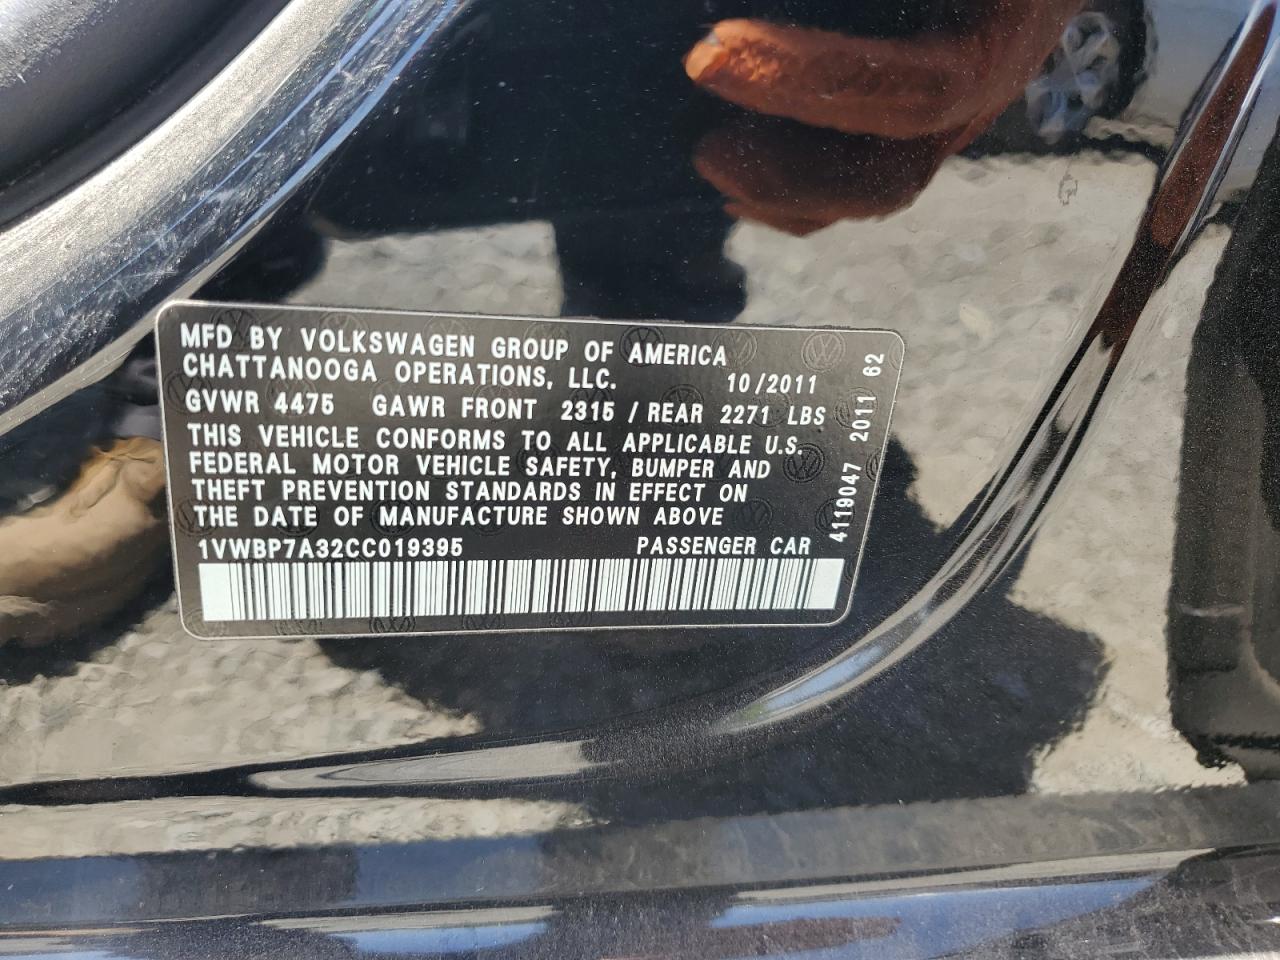 MFD BY VOLKSWAGEN GROUP OF AMERICA
CHATTANOOGA OPERATIONS, LLC. 10/2011
GVWR 4475 GAWR FRONT 2315 / REAR 2271 LBS
THIS VEHICLE CONFORMS TO ALL APPLICABLE U.S.
FEDERAL MOTOR VEHICLE SAFETY, BUMPER AND
THEFT PREVENTION STANDARDS IN EFFECT ON
THE DATE OF MANUFACTURE SHOWN ABOVE
1VWBP7A32CC019395 PASSENGER CAR
4119047 2011 62